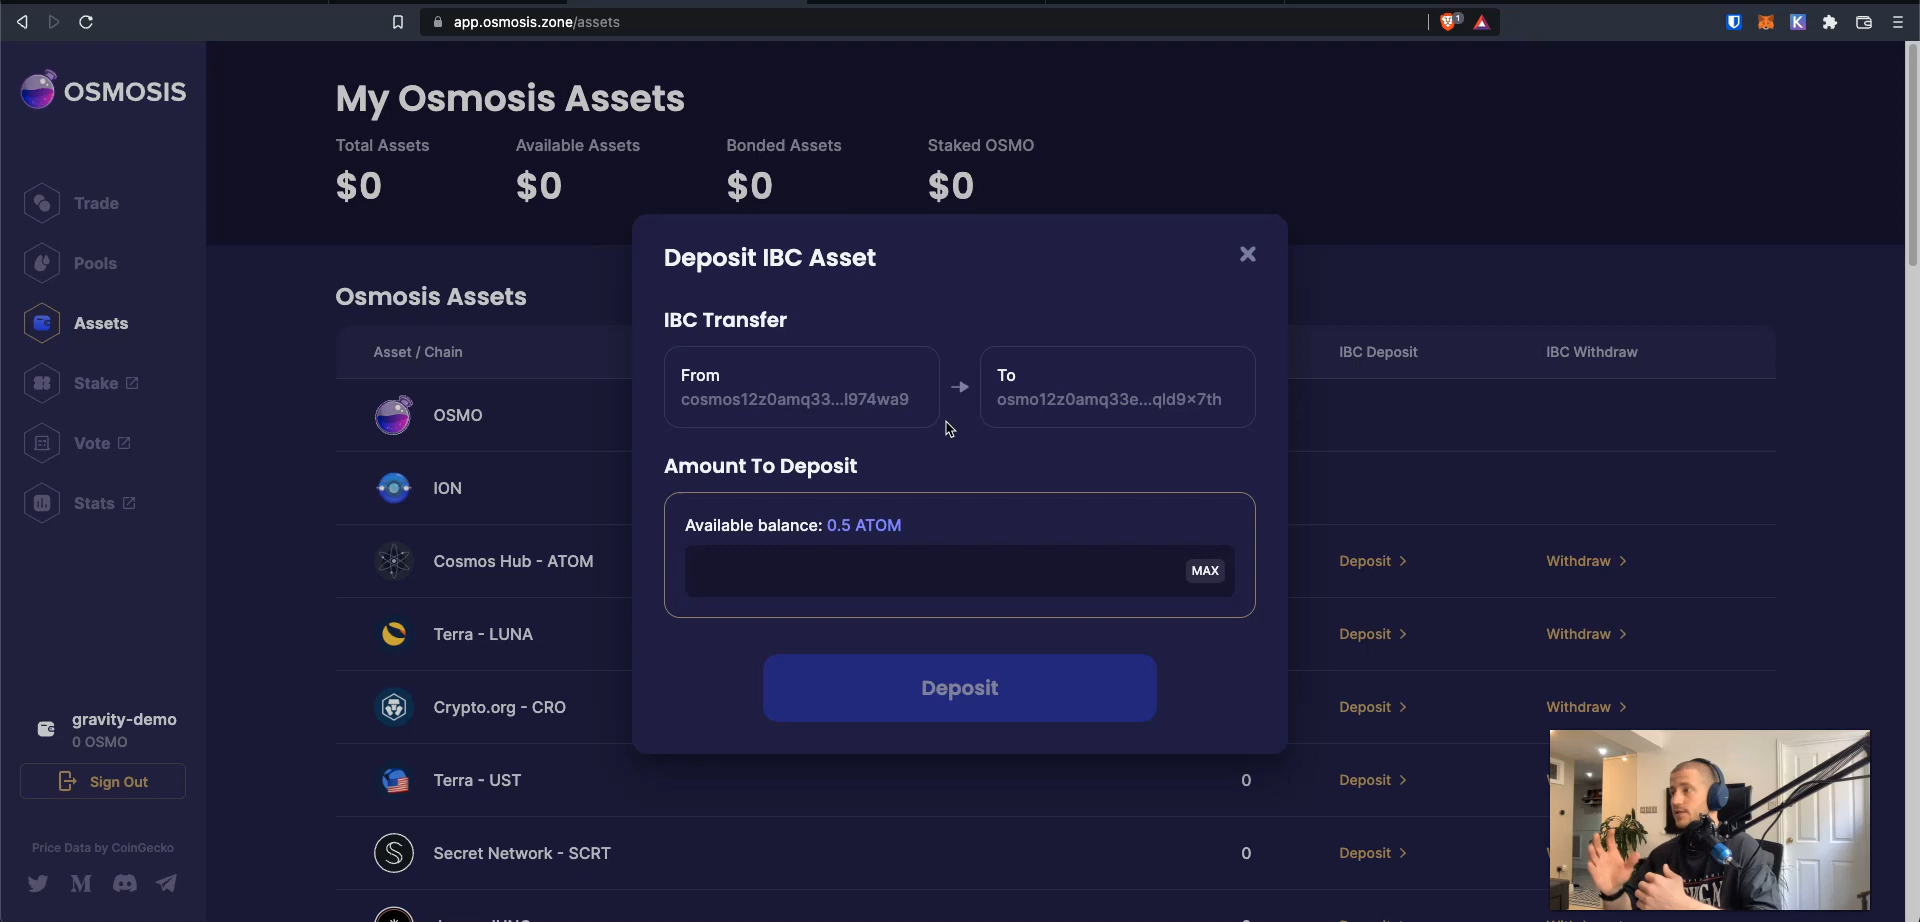 app.osmosis.zone/assets
1
K
OSMOSIS
Trade
Pools
Assets
Stake
Vote
Stats
gravity-demo
0 OSMO
Sign Out
Price Data by CoinGecko
My Osmosis Assets
Total Assets
$0
Available Assets
$0
Bonded Assets
$0
Staked OSMO
$0
Osmosis Assets
Asset / Chain
IBC Deposit
IBC Withdraw
OSMO
ION
Cosmos Hub - ATOM
Deposit >
Withdraw >
Terra - LUNA
Deposit >
Withdraw >
Crypto.org - CRO
Deposit >
Withdraw >
Terra - UST
0
Deposit >
Secret Network - SCRT
0
Deposit >
Deposit IBC Asset
IBC Transfer
From
cosmos12z0amq33...l974wa9
To
osmo12z0amq33e...qld9x7th
Amount To Deposit
Available balance: 0.5 ATOM
MAX
Deposit